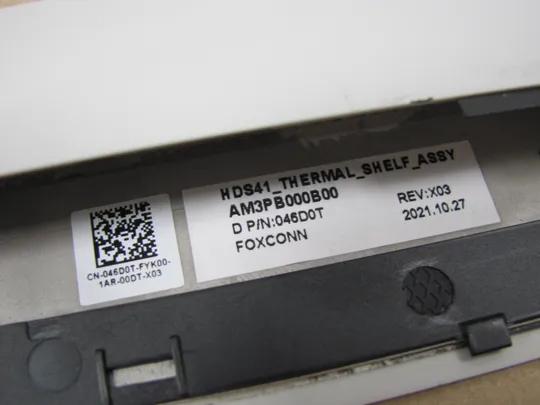 HDS41_THERMAL_SHELF_ASSY
AM3PB000B00
D P/N:046D0T
REV:X03
FOXCONN
2021.10.27
CN-046D0T-FYK00-
1AR-00DT-X03